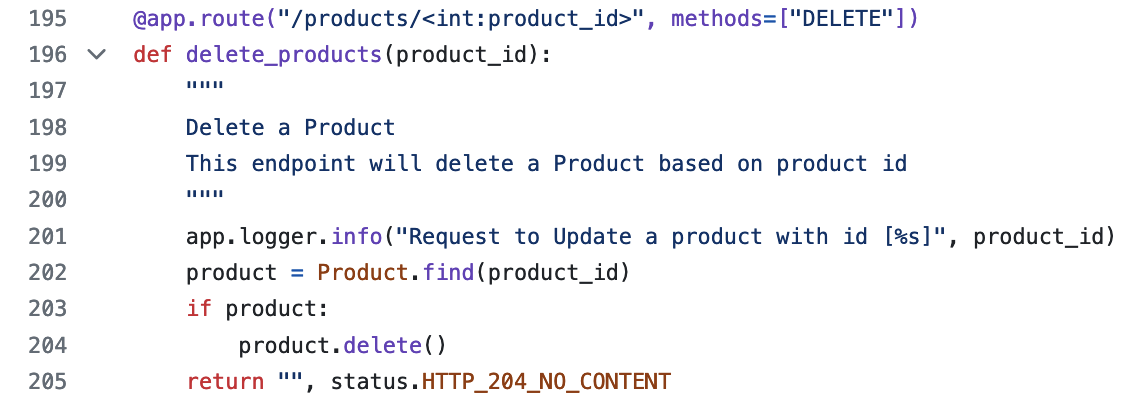 195 @app.route("/products/<int:product_id>", methods=["DELETE"])
196 def delete_products(product_id):
197 """
198 Delete a Product
199 This endpoint will delete a Product based on product id
200 """
201 app.logger.info("Request to Update a product with id [%s]", product_id)
202 product = Product.find(product_id)
203 if product:
204 product.delete()
205 return "", status.HTTP_204_NO_CONTENT